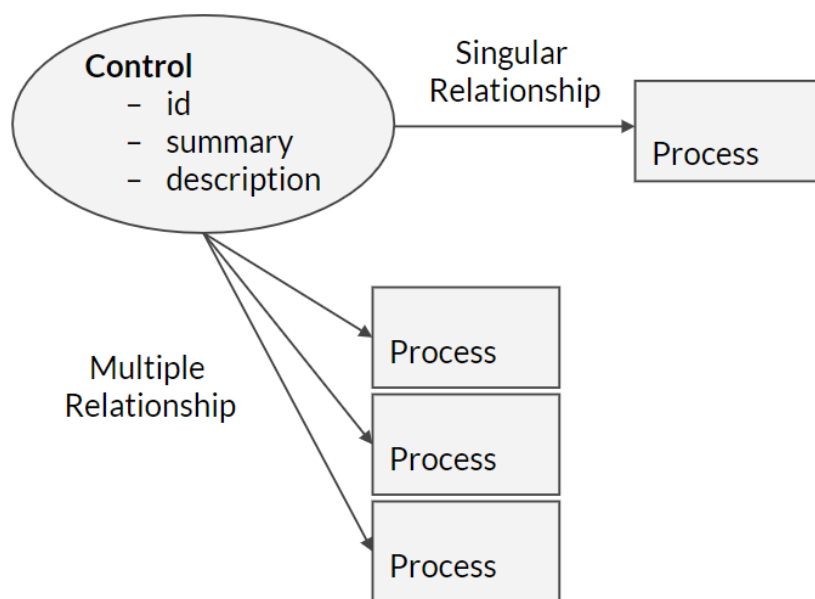 Control
– id
– summary
– description
Singular
Relationship
Process
Multiple
Relationship
Process
Process
Process